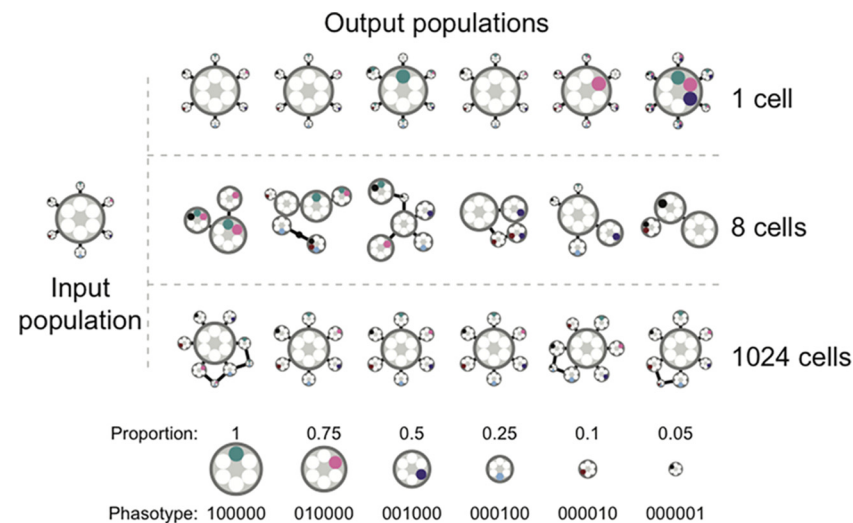 Output populations
1 cell
8 cells
Input
population
1024 cells
Proportion: 1 0.75 0.5 0.25 0.1 0.05
Phasotype: 100000 010000 001000 000100 000010 000001